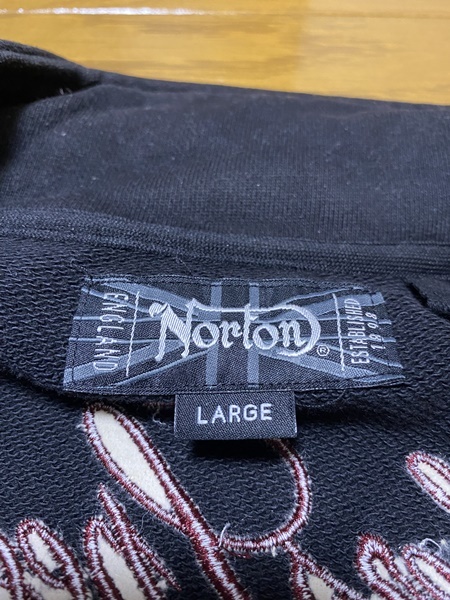 ENGLAND
Norton®
ESTABLISHED
1898
LARGE